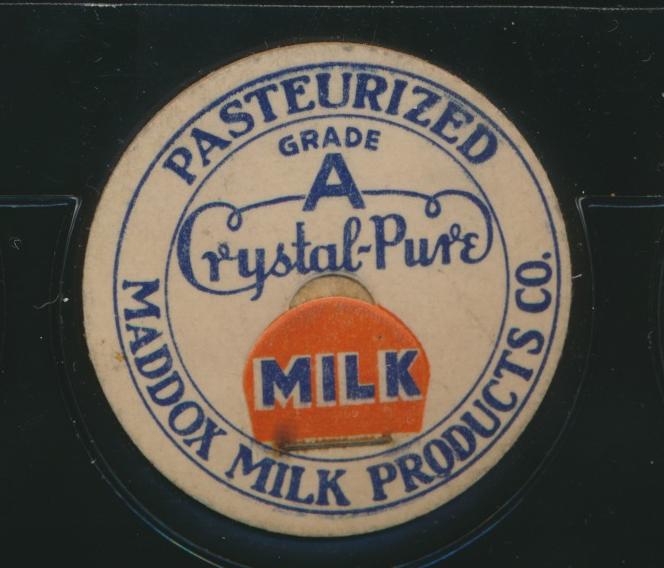 PASTEURIZED
GRADE
A
Crystal-Pure
MILK
MADDOX MILK PRODUCTS CO.